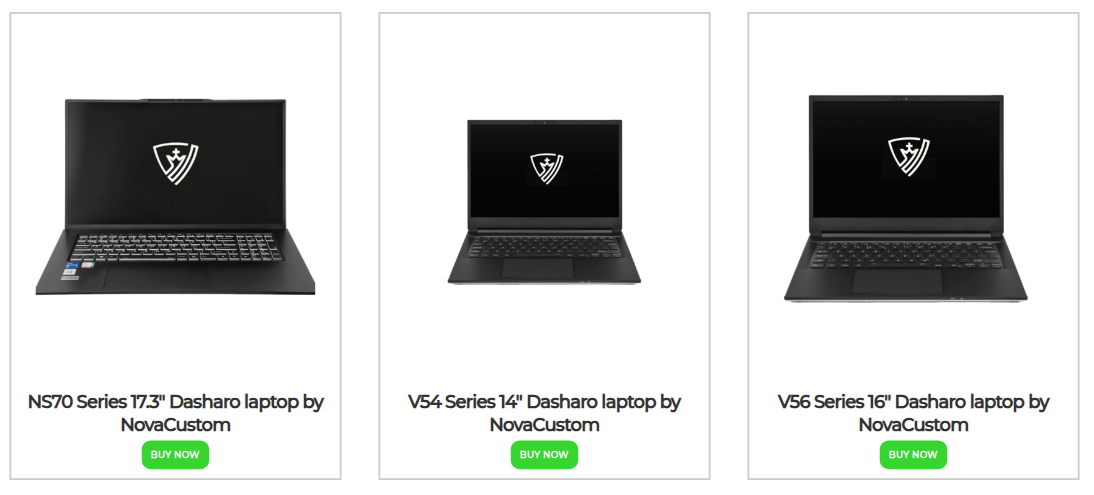 NS70 Series 17.3" Dasharo laptop by
NovaCustom
BUY NOW
V54 Series 14" Dasharo laptop by
NovaCustom
BUY NOW
V56 Series 16" Dasharo laptop by
NovaCustom
BUY NOW